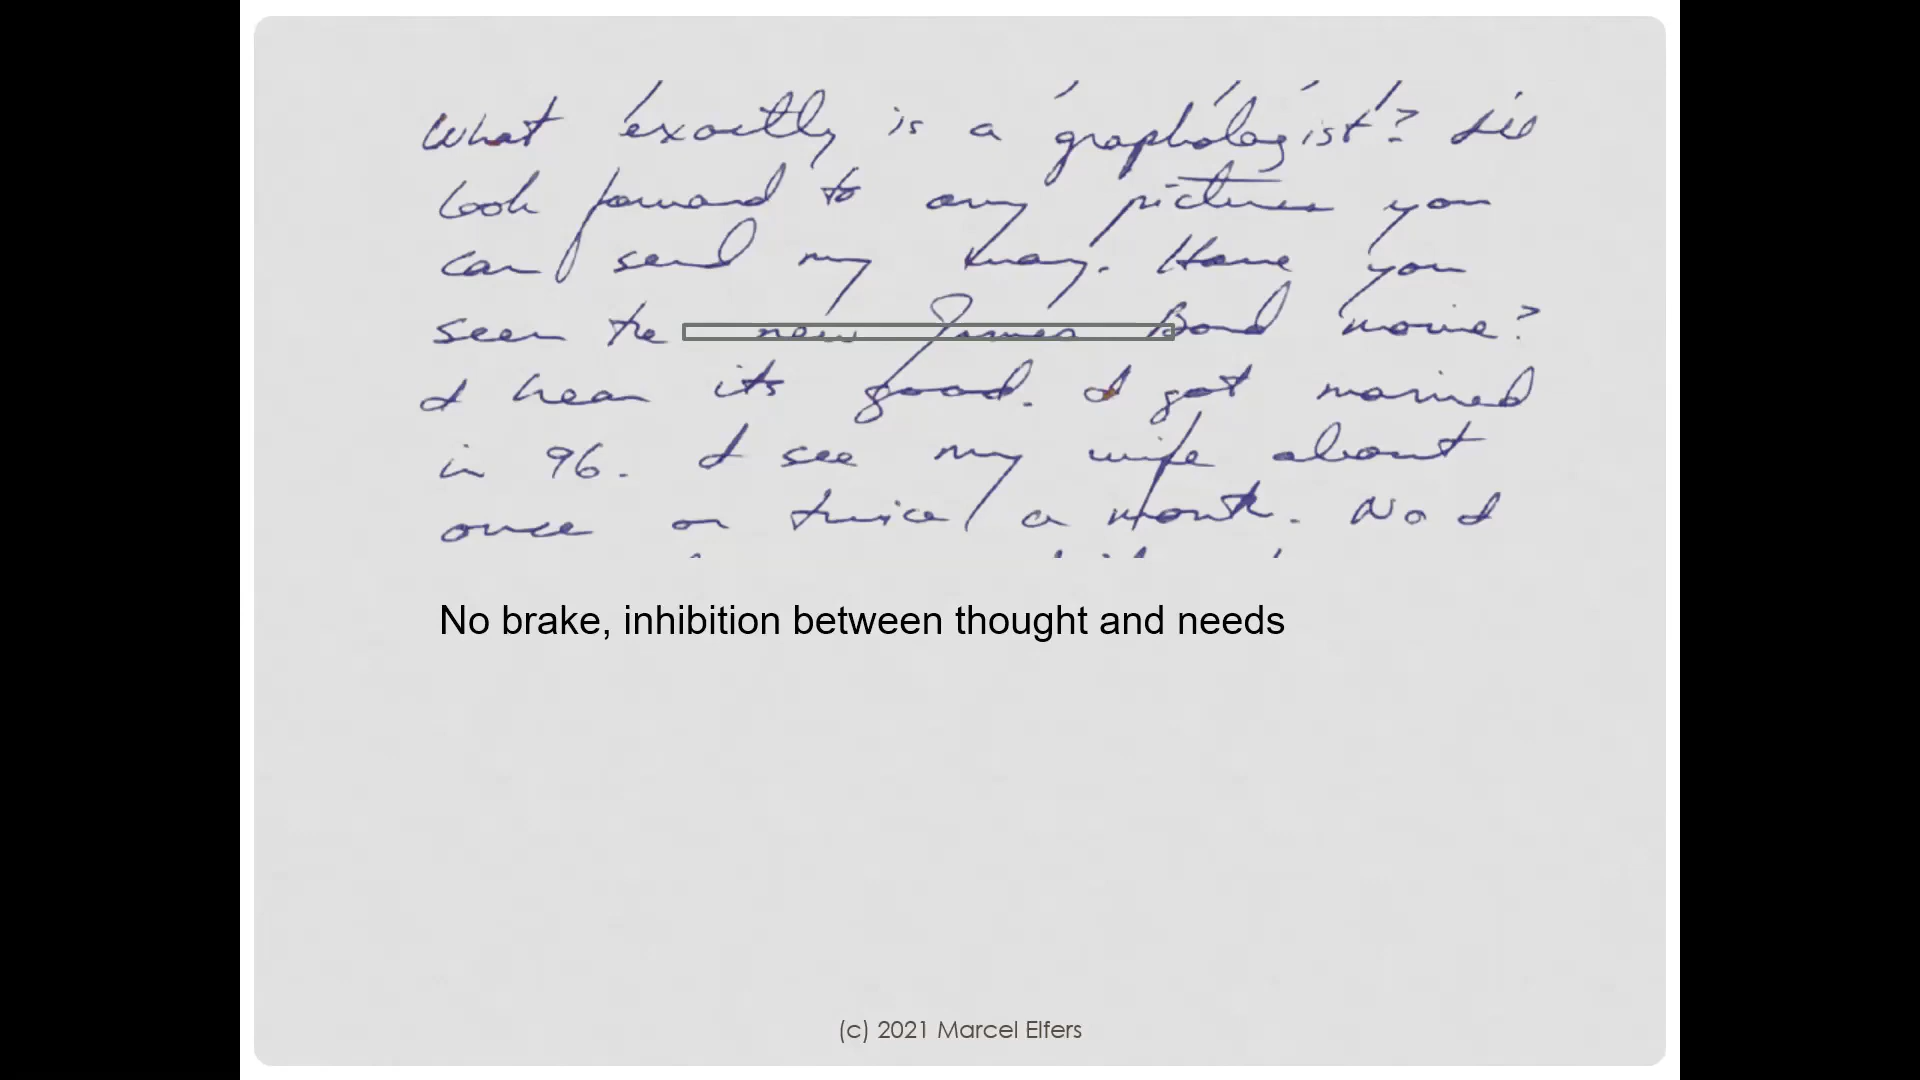 What exactly is a graphologist? Ill
look forward to any pictures you
can send my way. Have you
seen the new James Bond movie?
I hear its good. I got married
in 96. I see my wife about
once or twice a month. No I
No brake, inhibition between thought and needs
(c) 2021 Marcel Elfers